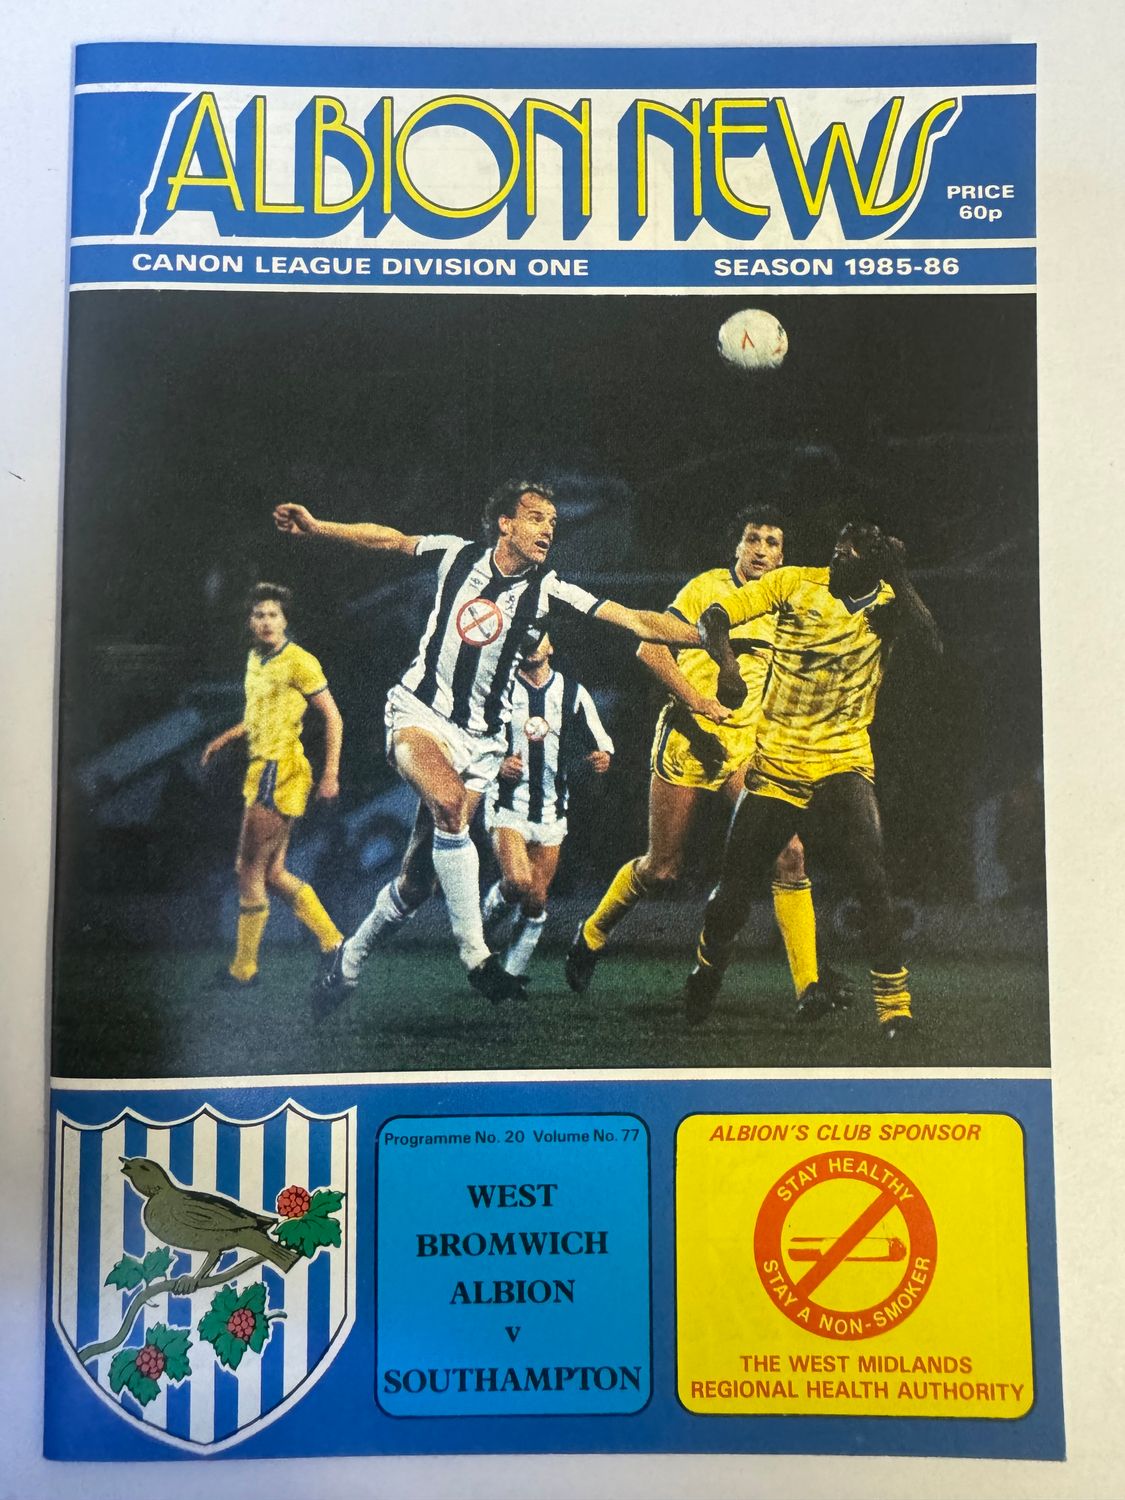 ALBION NEWS
PRICE
60p
CANON LEAGUE DIVISION ONE
SEASON 1985-86
Programme No. 20 Volume No. 77
WEST
BROMWICH
ALBION
v
SOUTHAMPTON
ALBION'S CLUB SPONSOR
STAY HEALTHY
STAY A NON-SMOKER
THE WEST MIDLANDS
REGIONAL HEALTH AUTHORITY